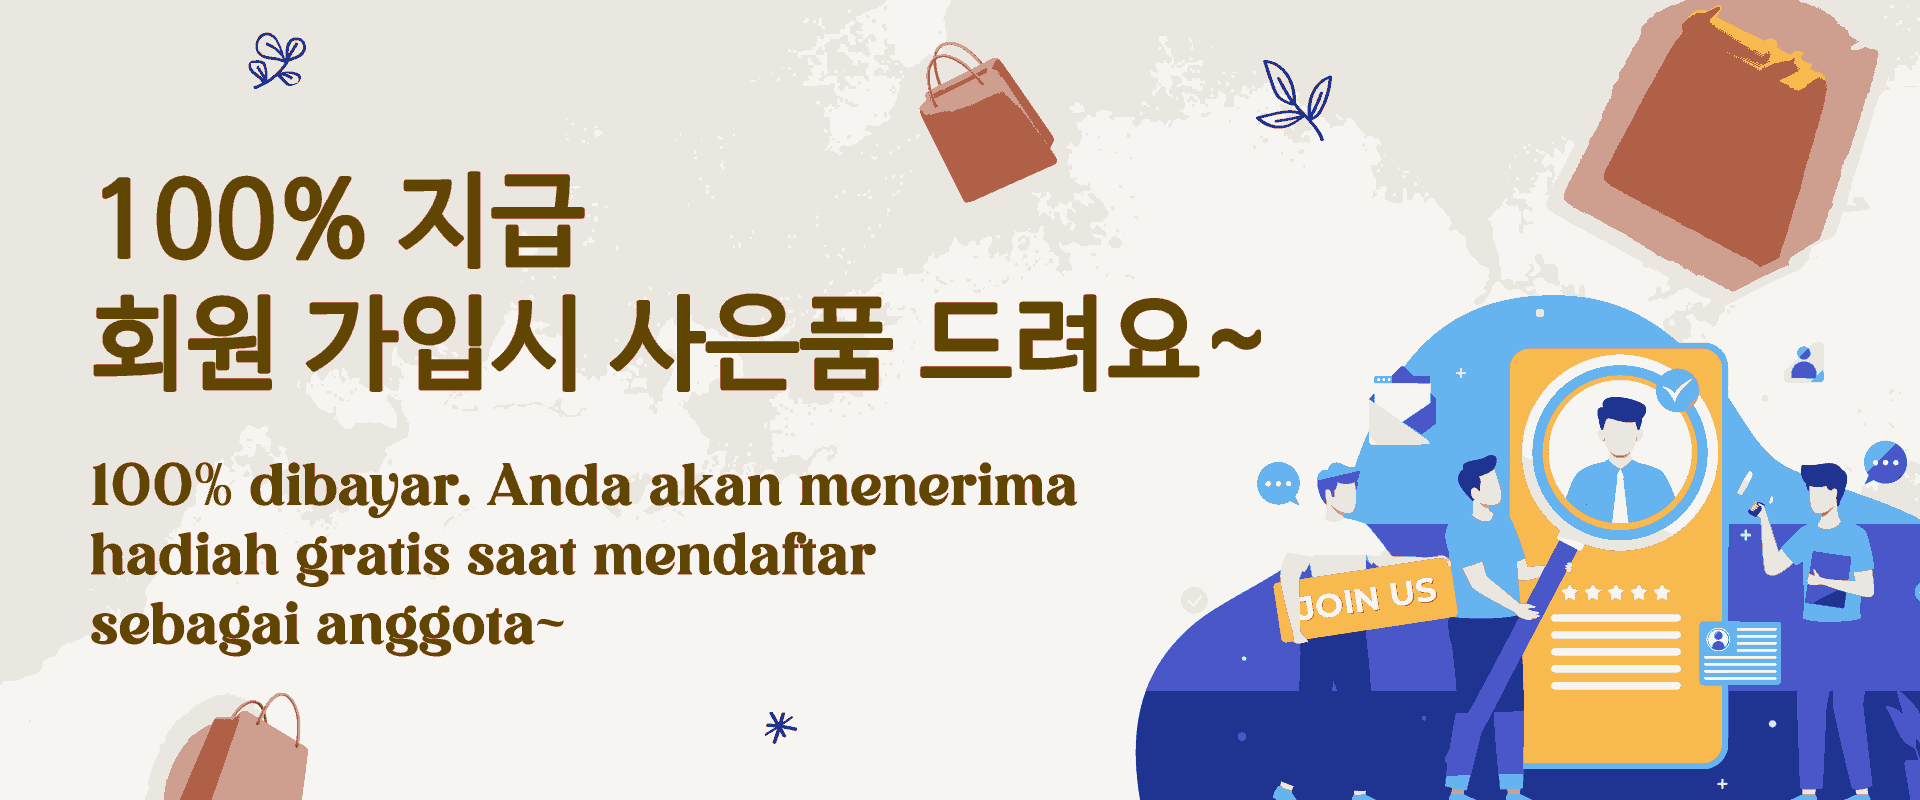 100% 지급
회원 가입시 사은품 드려요~
100% dibayar. Anda akan menerima
hadiah gratis saat mendaftar
sebagai anggota~
JOIN US